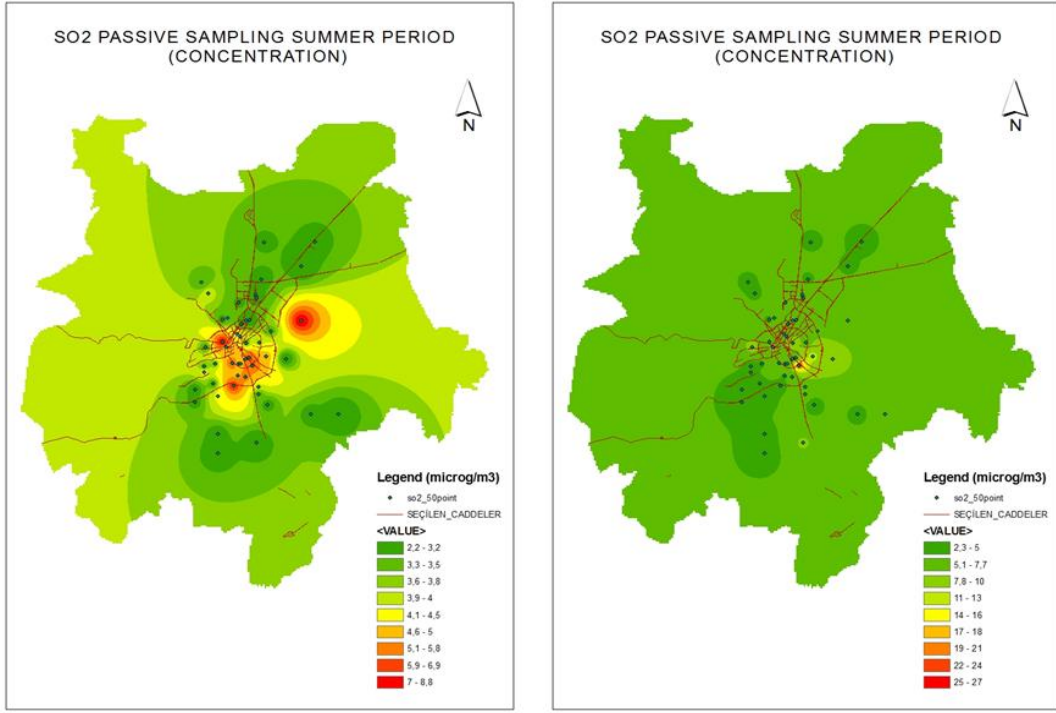 SO2 PASSIVE SAMPLING SUMMER PERIOD
(CONCENTRATION)
N
Legend (microg/m3)
so2_50point
SEÇİLEN_CADDELER
<VALUE>
2,2 - 3,2
3,3 - 3,5
3,6 - 3,8
3,9 - 4
4,1 - 4,5
4,6 - 5
5,1 - 5,8
5,9 - 6,9
7 - 8,8
SO2 PASSIVE SAMPLING SUMMER PERIOD
(CONCENTRATION)
N
Legend (microg/m3)
so2_50point
SEÇİLEN_CADDELER
<VALUE>
2,3 - 5
5,1 - 7,7
7,8 - 10
11 - 13
14 - 16
17 - 18
19 - 21
22 - 24
25 - 27